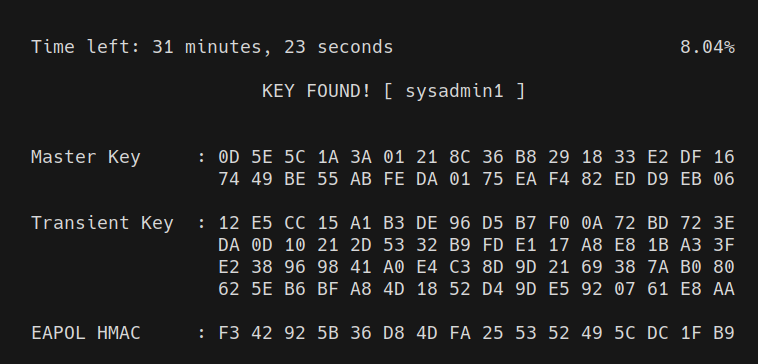 Time left: 31 minutes, 23 seconds 8.04%
KEY FOUND! [ sysadmin1 ]
Master Key : 0D 5E 5C 1A 3A 01 21 8C 36 B8 29 18 33 E2 DF 16
74 49 BE 55 AB FE DA 01 75 EA F4 82 ED D9 EB 06
Transient Key : 12 E5 CC 15 A1 B3 DE 96 D5 B7 F0 0A 72 BD 72 3E
DA 0D 10 21 2D 53 32 B9 FD E1 17 A8 E8 1B A3 3F
E2 38 96 98 41 A0 E4 C3 8D 9D 21 69 38 7A B0 80
62 5E B6 BF A8 4D 18 52 D4 9D E5 92 07 61 E8 AA
EAPOL HMAC : F3 42 92 5B 36 D8 4D FA 25 53 52 49 5C DC 1F B9